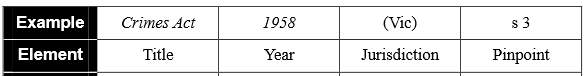 Example Crimes Act 1958 (Vic) s 3
Element Title Year Jurisdiction Pinpoint